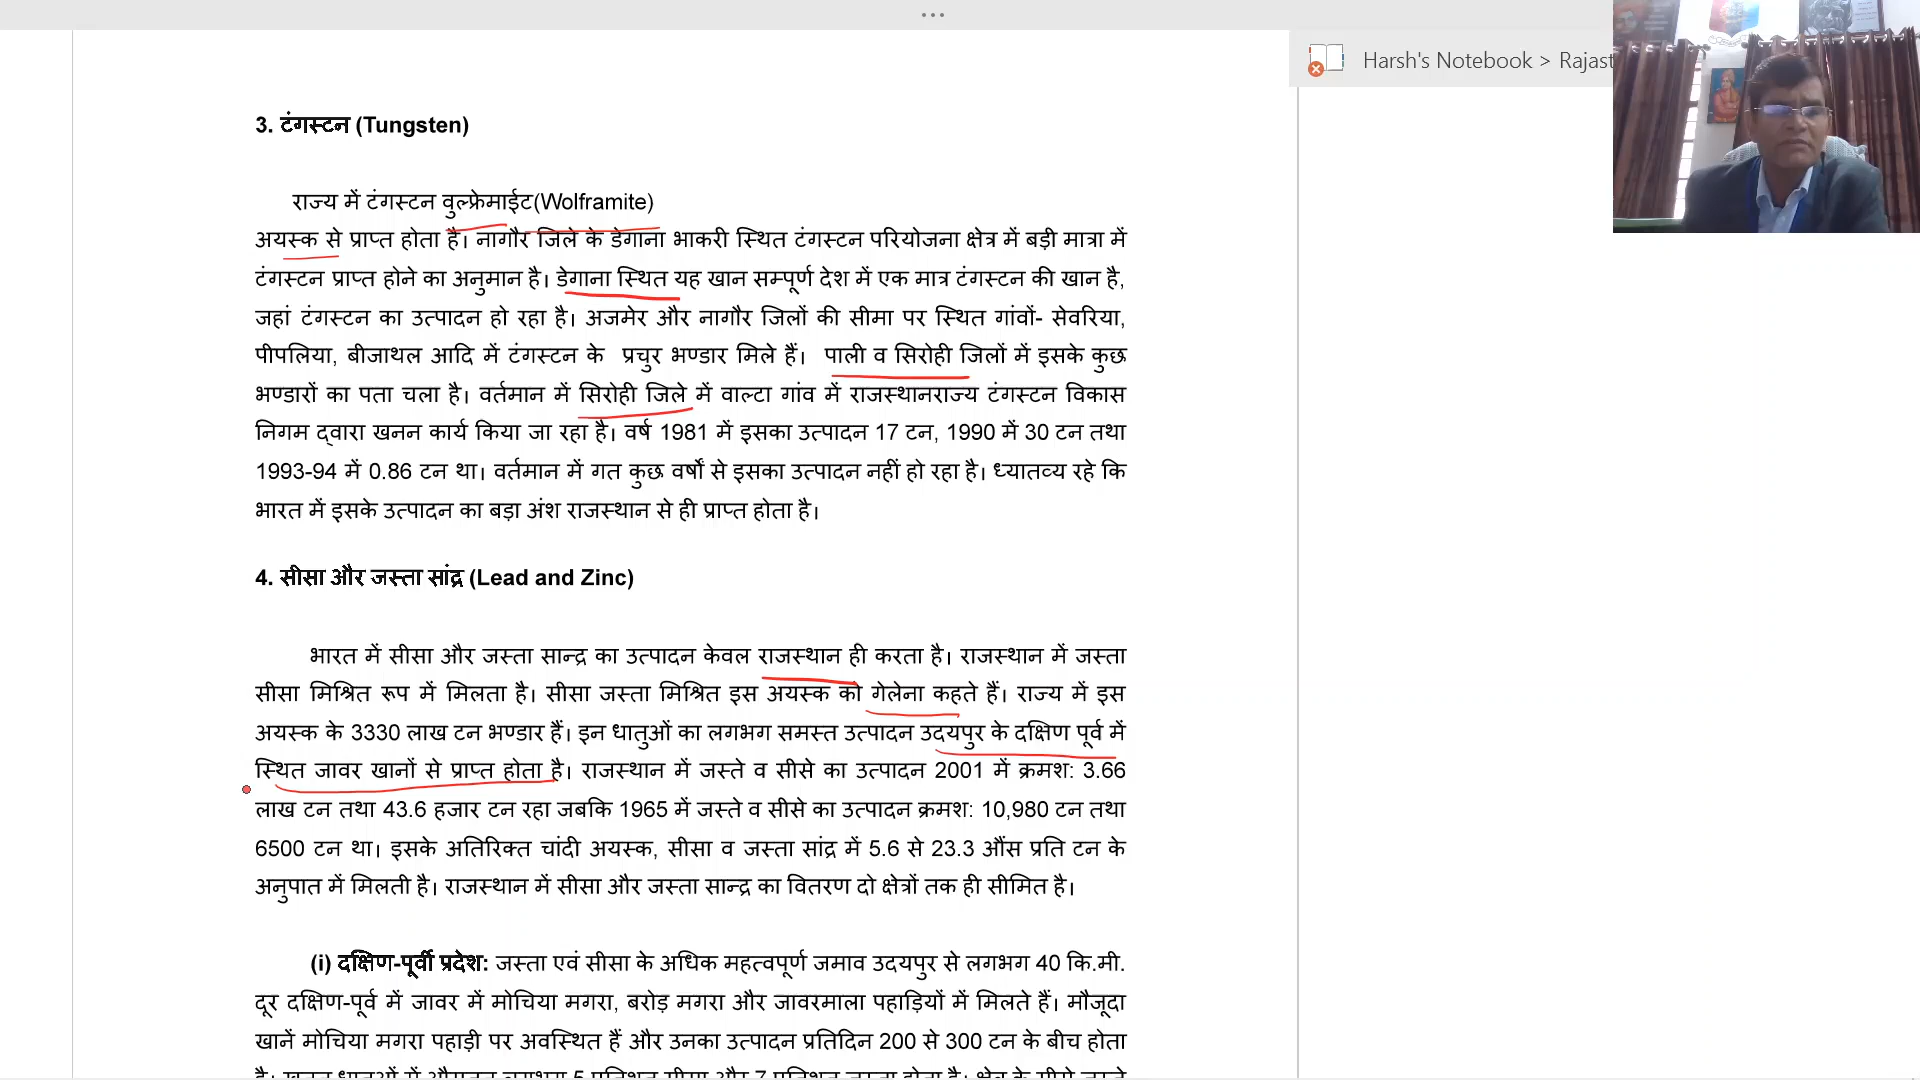 Harsh's Notebook > Rajast
3. टंगस्टन (Tungsten)
राज्य में टंगस्टन वुल्फ्रेमाईट(Wolframite)
अयस्क से प्राप्त होता है। नागौर जिले के डेगाना भाकरी स्थित टंगस्टन परियोजना क्षेत्र में बड़ी मात्रा में
टंगस्टन प्राप्त होने का अनुमान है। डेगाना स्थित यह खान सम्पूर्ण देश में एक मात्र टंगस्टन की खान है,
जहां टंगस्टन का उत्पादन हो रहा है। अजमेर और नागौर जिलों की सीमा पर स्थित गांवों- सेवरिया,
पीपलिया, बीजाथल आदि में टंगस्टन के प्रचुर भण्डार मिले हैं। पाली व सिरोही जिलों में इसके कुछ
भण्डारों का पता चला है। वर्तमान में सिरोही जिले में वाल्टा गांव में राजस्थानराज्य टंगस्टन विकास
निगम द्वारा खनन कार्य किया जा रहा है। वर्ष 1981 में इसका उत्पादन 17 टन, 1990 में 30 टन तथा
1993-94 में 0.86 टन था। वर्तमान में गत कुछ वर्षों से इसका उत्पादन नहीं हो रहा है। ध्यातव्य रहे कि
भारत में इसके उत्पादन का बड़ा अंश राजस्थान से ही प्राप्त होता है।
4. सीसा और जस्ता सांद्र (Lead and Zinc)
भारत में सीसा और जस्ता सान्द्र का उत्पादन केवल राजस्थान ही करता है। राजस्थान में जस्ता
सीसा मिश्रित रूप में मिलता है। सीसा जस्ता मिश्रित इस अयस्क को गेलेना कहते हैं। राज्य में इस
अयस्क के 3330 लाख टन भण्डार हैं। इन धातुओं का लगभग समस्त उत्पादन उदयपुर के दक्षिण पूर्व में
स्थित जावर खानों से प्राप्त होता है। राजस्थान में जस्ते व सीसे का उत्पादन 2001 में क्रमश: 3.66
लाख टन तथा 43.6 हजार टन रहा जबकि 1965 में जस्ते व सीसे का उत्पादन क्रमश: 10,980 टन तथा
6500 टन था। इसके अतिरिक्त चांदी अयस्क, सीसा व जस्ता सांद्र में 5.6 से 23.3 औंस प्रति टन के
अनुपात में मिलती है। राजस्थान में सीसा और जस्ता सान्द्र का वितरण दो क्षेत्रों तक ही सीमित है।
(i) दक्षिण-पूर्वी प्रदेश: जस्ता एवं सीसा के अधिक महत्वपूर्ण जमाव उदयपुर से लगभग 40 कि.मी.
दूर दक्षिण-पूर्व में जावर में मोचिया मगरा, बरोड़ मगरा और जावरमाला पहाड़ियों में मिलते हैं। मौजूदा
खानें मोचिया मगरा पहाड़ी पर अवस्थित हैं और उनका उत्पादन प्रतिदिन 200 से 300 टन के बीच होता